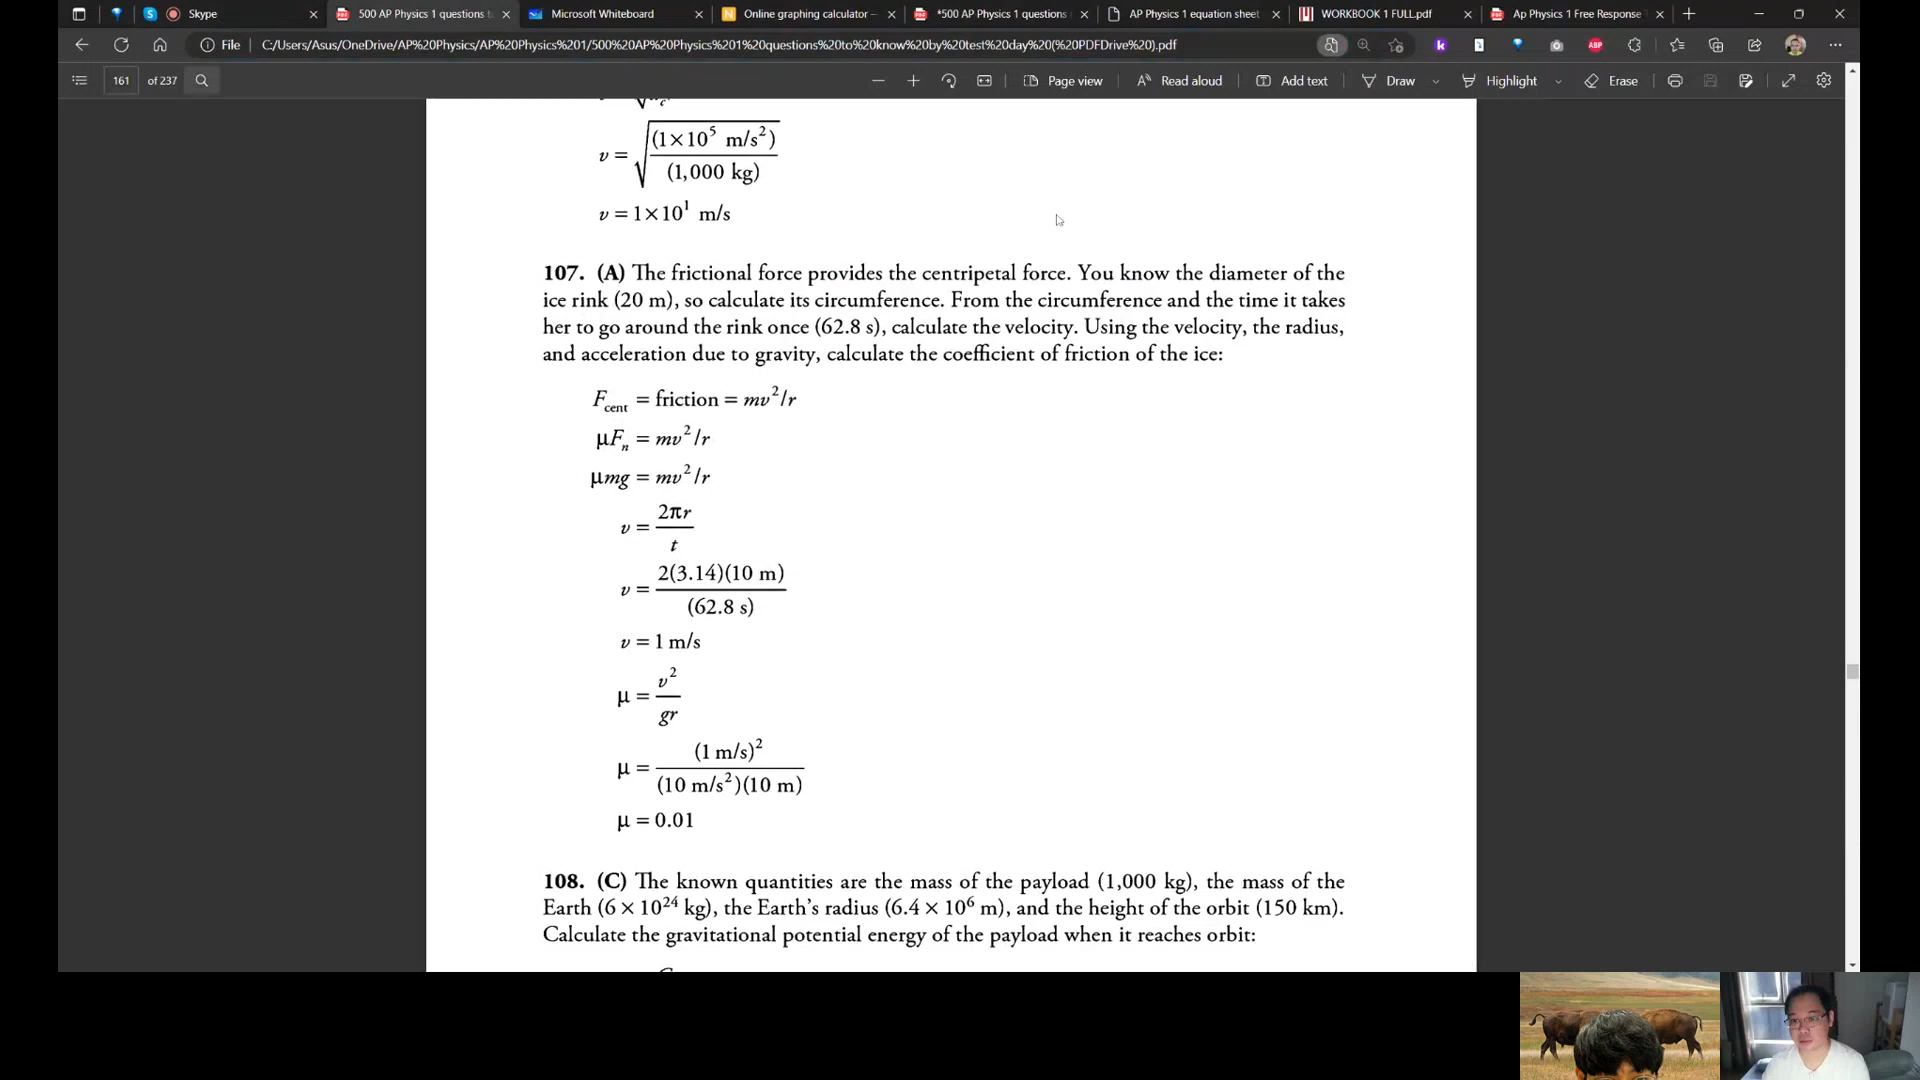 Skype
500 AP Physics 1 questions t
Microsoft Whiteboard
Online graphing calculator –
*500 AP Physics 1 questions
AP Physics 1 equation sheet
WORKBOOK 1 FULL.pdf
Ap Physics 1 Free Response
File
C:/Users/Asus/OneDrive/AP%20Physics/AP%20Physics%201/500%20AP%20Physics%201%20questions%20to%20know%20by%20test%20day%20(%20PDFDrive%20).pdf
161 of 237
Page view
Read aloud
Add text
Draw
Highlight
Erase
v = √((1×10⁵ m/s²)/(1,000 kg))
v = 1×10¹ m/s
107. (A) The frictional force provides the centripetal force. You know the diameter of the
ice rink (20 m), so calculate its circumference. From the circumference and the time it takes
her to go around the rink once (62.8 s), calculate the velocity. Using the velocity, the radius,
and acceleration due to gravity, calculate the coefficient of friction of the ice:
F_cent = friction = mv²/r
μFₙ = mv²/r
μmg = mv²/r
v = 2πr/t
v = 2(3.14)(10 m)/(62.8 s)
v = 1 m/s
μ = v²/gr
μ = (1 m/s)²/(10 m/s²)(10 m)
μ = 0.01
108. (C) The known quantities are the mass of the payload (1,000 kg), the mass of the
Earth (6 × 10²⁴ kg), the Earth's radius (6.4 × 10⁶ m), and the height of the orbit (150 km).
Calculate the gravitational potential energy of the payload when it reaches orbit: